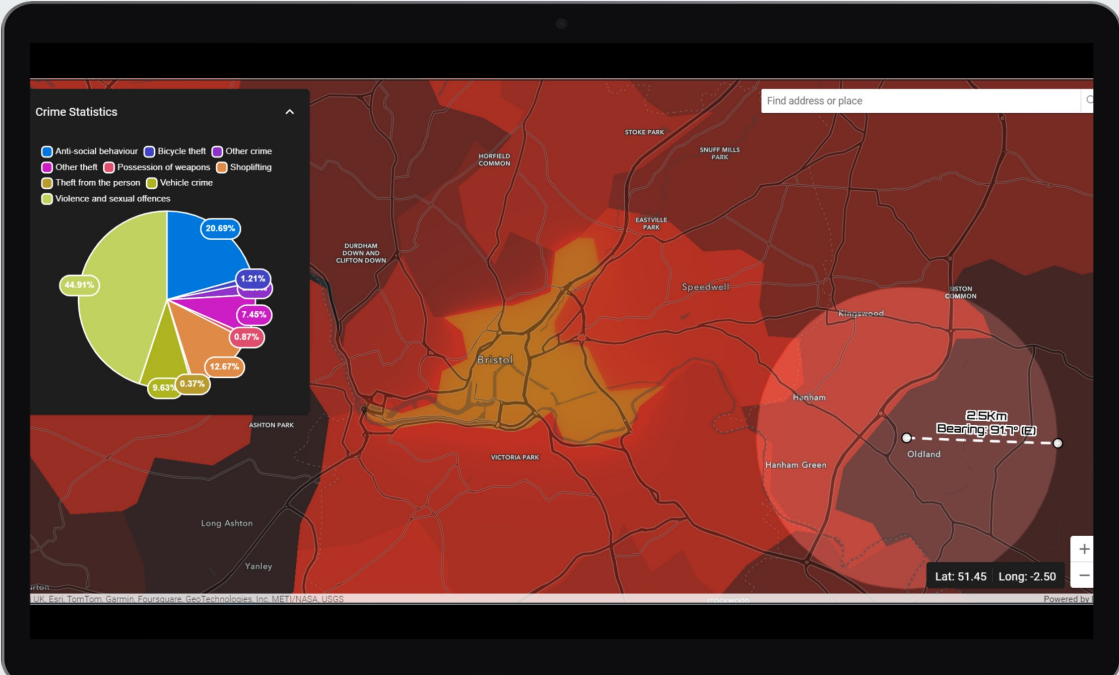 Crime Statistics
Anti-social behaviour Bicycle theft Other crime
Other theft Possession of weapons Shoplifting
Theft from the person Vehicle crime
Violence and sexual offences
20.69%
1.21%
7.45%
0.87%
12.67%
0.37%
9.63%
44.91%
Find address or place
STOKE PARK
SNUFF MILLS
PARK
HORFIELD
COMMON
EASTVILLE
PARK
DURDHAM
DOWN AND
CLIFTON DOWN
Speedwell
SISTON
COMMON
Kingswood
Bristol
Hanham
ASHTON PARK
2.5Km
Bearing: 91.7° (E)
Oldland
VICTORIA PARK
Hanham Green
Long Ashton
Yanley
+
Lat: 51.45 Long: -2.50
−
UK, Esri, TomTom, Garmin, Foursquare, GeoTechnologies, Inc, METI/NASA, USGS
Powered by